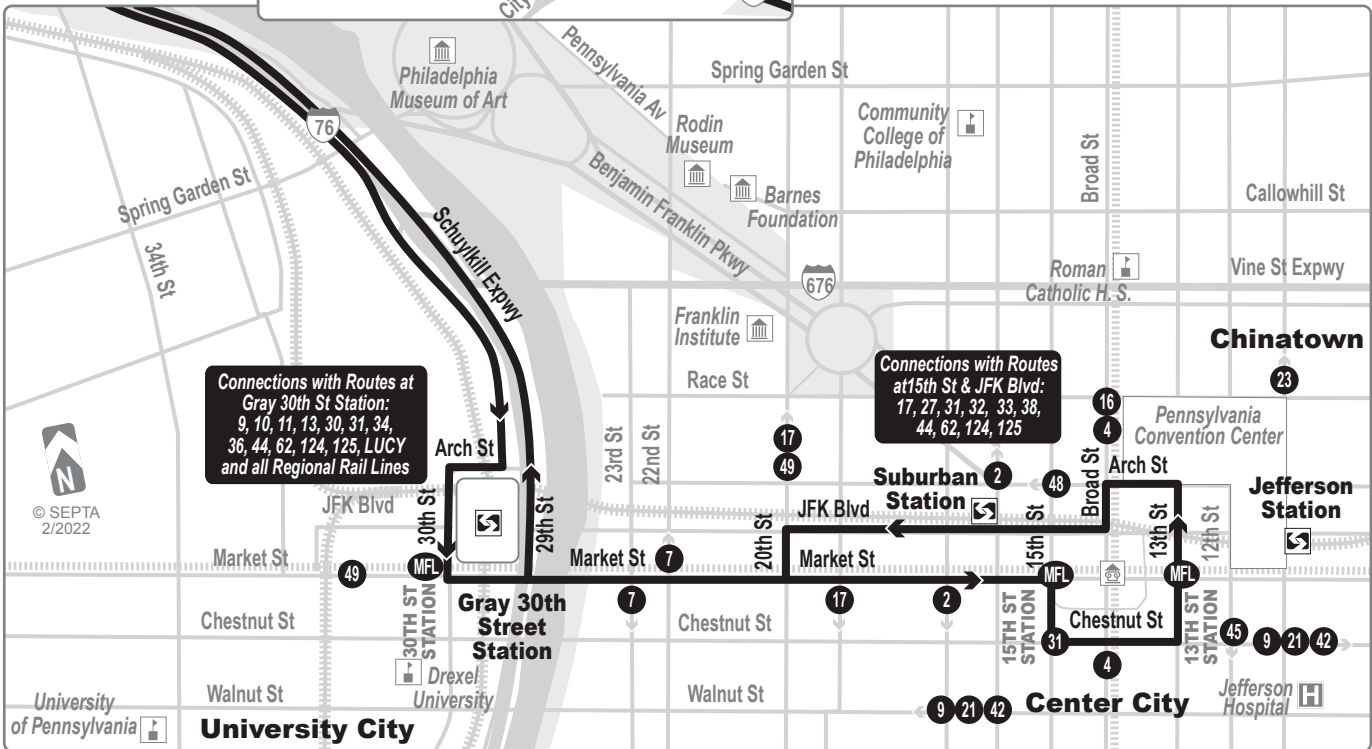 City
Pennsylvania Av
Spring Garden St
Philadelphia
Museum of Art
76
Rodin
Museum
Community
College of
Philadelphia
Broad St
Spring Garden St
Benjamin Franklin Pkwy
Barnes
Foundation
Callowhill St
34th St
Schuylkill Expwy
676
Roman
Catholic H. S.
Vine St Expwy
Franklin
Institute
Chinatown
Connections with Routes at
Gray 30th St Station:
9, 10, 11, 13, 30, 31, 34,
36, 44, 62, 124, 125, LUCY
and all Regional Rail Lines
Race St
Connections with Routes
at15th St & JFK Blvd:
17, 27, 31, 32, 33, 38,
44, 62, 124, 125
23
16
4
Pennsylvania
Convention Center
N
© SEPTA
2/2022
Arch St
23rd St
22nd St
17
49
Suburban
Station
2
48
Broad St
Arch St
Jefferson
Station
JFK Blvd
30th St
29th St
20th St
JFK Blvd
15th St
13th St
12th St
Market St
49
MFL
Market St
7
Market St
MFL
MFL
30TH ST
STATION
Gray 30th
Street
Station
7
17
2
15TH ST
STATION
13TH ST
STATION
Chestnut St
Chestnut St
31
Chestnut St
45
9
21
42
4
Drexel
University
University
of Pennsylvania
Walnut St
University City
Walnut St
9
21
42
Center City
Jefferson
Hospital
H